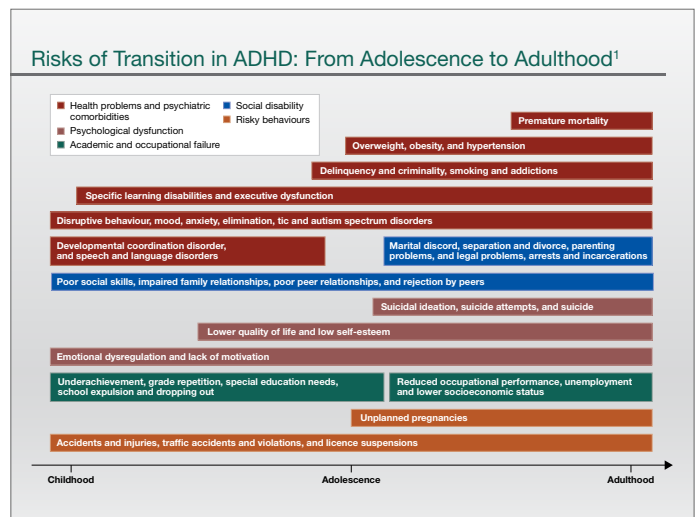 Risks of Transition in ADHD: From Adolescence to Adulthood¹
Health problems and psychiatric
comorbidities
Psychological dysfunction
Academic and occupational failure
Social disability
Risky behaviours
Premature mortality
Overweight, obesity, and hypertension
Delinquency and criminality, smoking and addictions
Specific learning disabilities and executive dysfunction
Disruptive behaviour, mood, anxiety, elimination, tic and autism spectrum disorders
Developmental coordination disorder,
and speech and language disorders
Marital discord, separation and divorce, parenting
problems, and legal problems, arrests and incarcerations
Poor social skills, impaired family relationships, poor peer relationships, and rejection by peers
Suicidal ideation, suicide attempts, and suicide
Lower quality of life and low self-esteem
Emotional dysregulation and lack of motivation
Underachievement, grade repetition, special education needs,
school expulsion and dropping out
Reduced occupational performance, unemployment
and lower socioeconomic status
Unplanned pregnancies
Accidents and injuries, traffic accidents and violations, and licence suspensions
Childhood
Adolescence
Adulthood